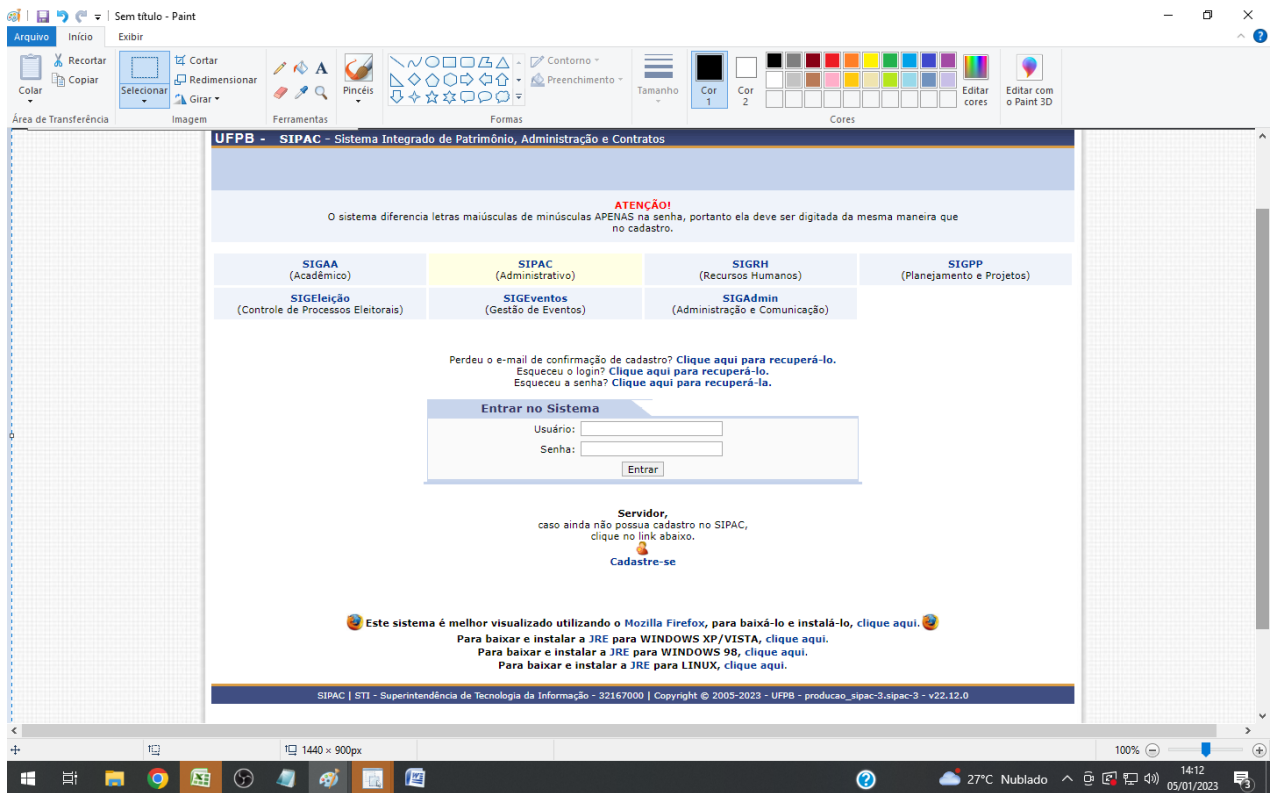 Sem título - Paint
Arquivo Início Exibir
Colar
Recortar
Copiar
Área de Transferência
Selecionar
Cortar
Redimensionar
Girar
Imagem
A
Ferramentas
Pincéis
Contorno
Preenchimento
Formas
Tamanho
Cor 1
Cor 2
Editar cores
Cores
Editar com o Paint 3D
UFPB - SIPAC - Sistema Integrado de Patrimônio, Administração e Contratos
ATENÇÃO!
O sistema diferencia letras maiúsculas de minúsculas APENAS na senha, portanto ela deve ser digitada da mesma maneira que
no cadastro.
SIGAA SIPAC SIGRH SIGPP
(Acadêmico) (Administrativo) (Recursos Humanos) (Planejamento e Projetos)
SIGEleição SIGEventos SIGAdmin
(Controle de Processos Eleitorais) (Gestão de Eventos) (Administração e Comunicação)
Perdeu o e-mail de confirmação de cadastro? Clique aqui para recuperá-lo.
Esqueceu o login? Clique aqui para recuperá-lo.
Esqueceu a senha? Clique aqui para recuperá-la.
Entrar no Sistema
Usuário:
Senha:
Entrar
Servidor,
caso ainda não possua cadastro no SIPAC,
clique no link abaixo.
Cadastre-se
Este sistema é melhor visualizado utilizando o Mozilla Firefox, para baixá-lo e instalá-lo, clique aqui.
Para baixar e instalar a JRE para WINDOWS XP/VISTA, clique aqui.
Para baixar e instalar a JRE para WINDOWS 98, clique aqui.
Para baixar e instalar a JRE para LINUX, clique aqui.
SIPAC | STI - Superintendência de Tecnologia da Informação - 32167000 | Copyright © 2005-2023 - UFPB - producao_sipac-3.sipac-3 - v22.12.0
1440 × 900px 100%
27°C Nublado
14:12
05/01/2023
3